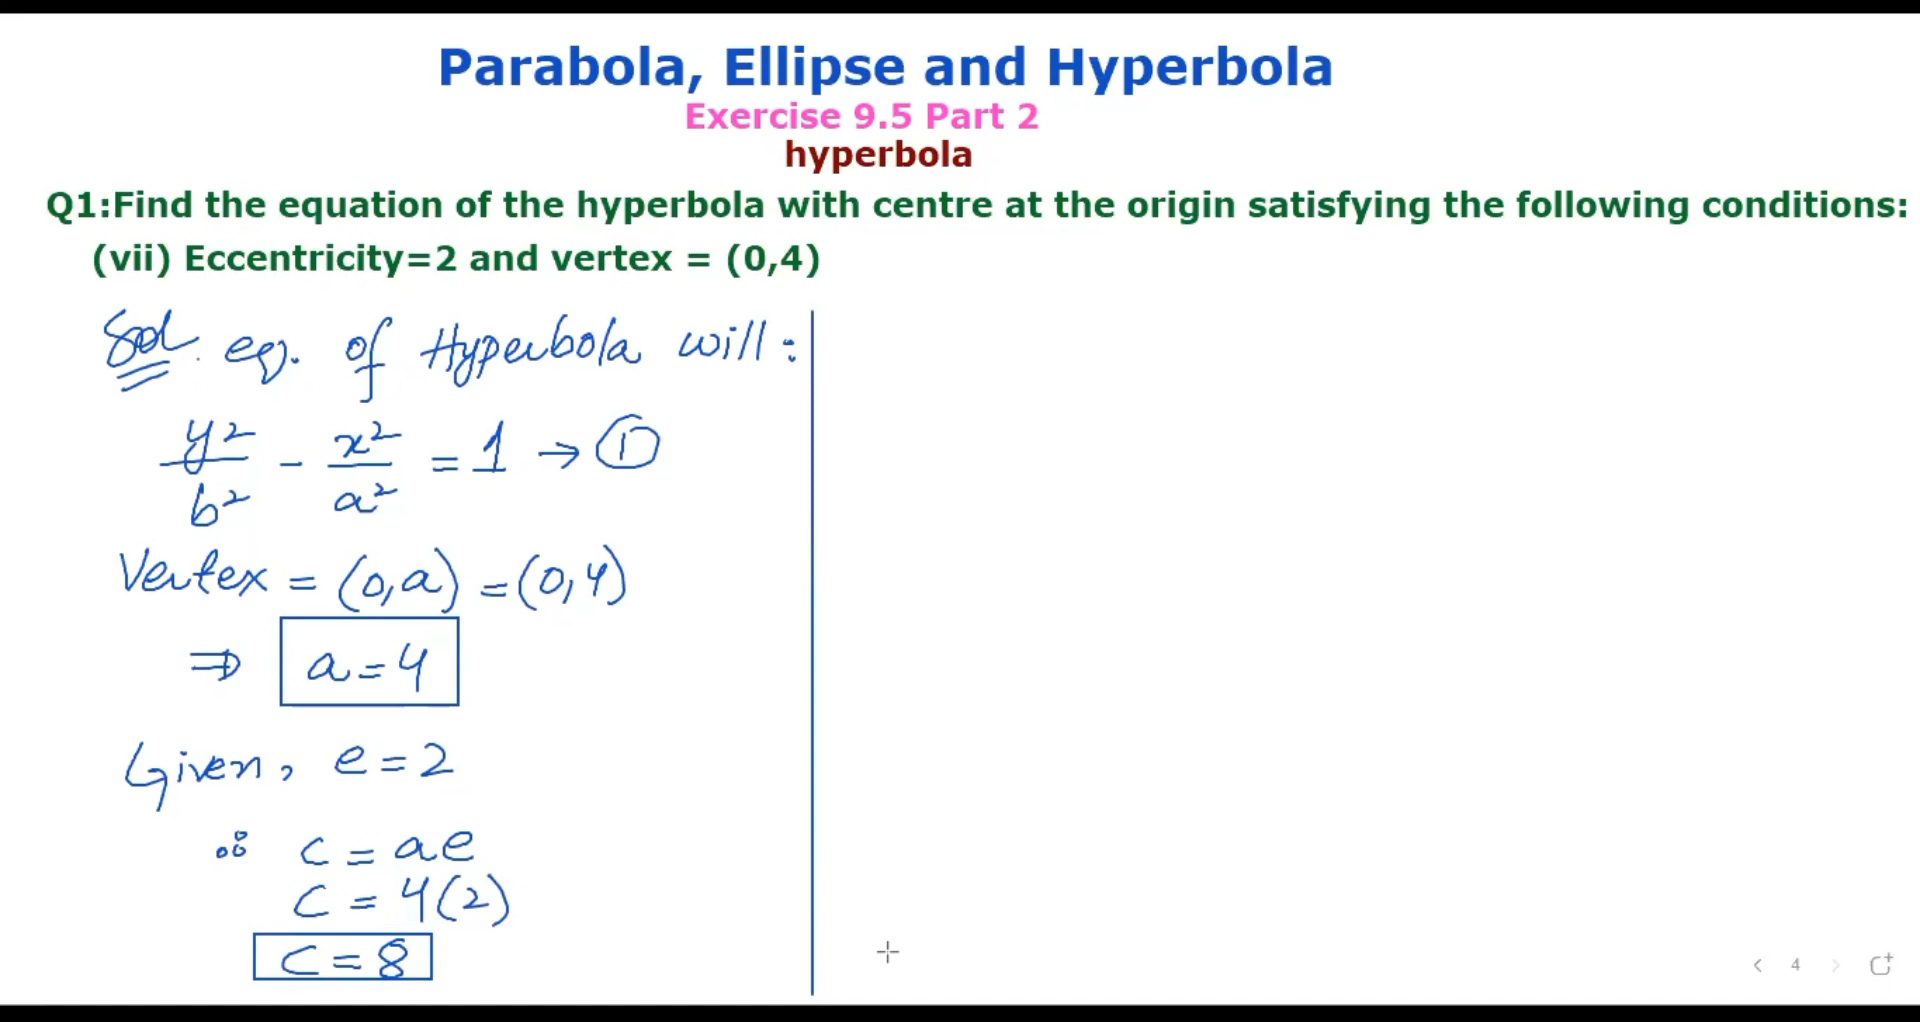 Parabola, Ellipse and Hyperbola
Exercise 9.5 Part 2
hyperbola
Q1:Find the equation of the hyperbola with centre at the origin satisfying the following conditions:
(vii) Eccentricity=2 and vertex = (0,4)
Sol. eq. of Hyperbola will:
y²/b² - x²/a² = 1 → ①
Vertex = (0,a) = (0,4)
⇒ a=4
Given, e=2
∴ c = ae
c = 4(2)
c = 8
< 4 >